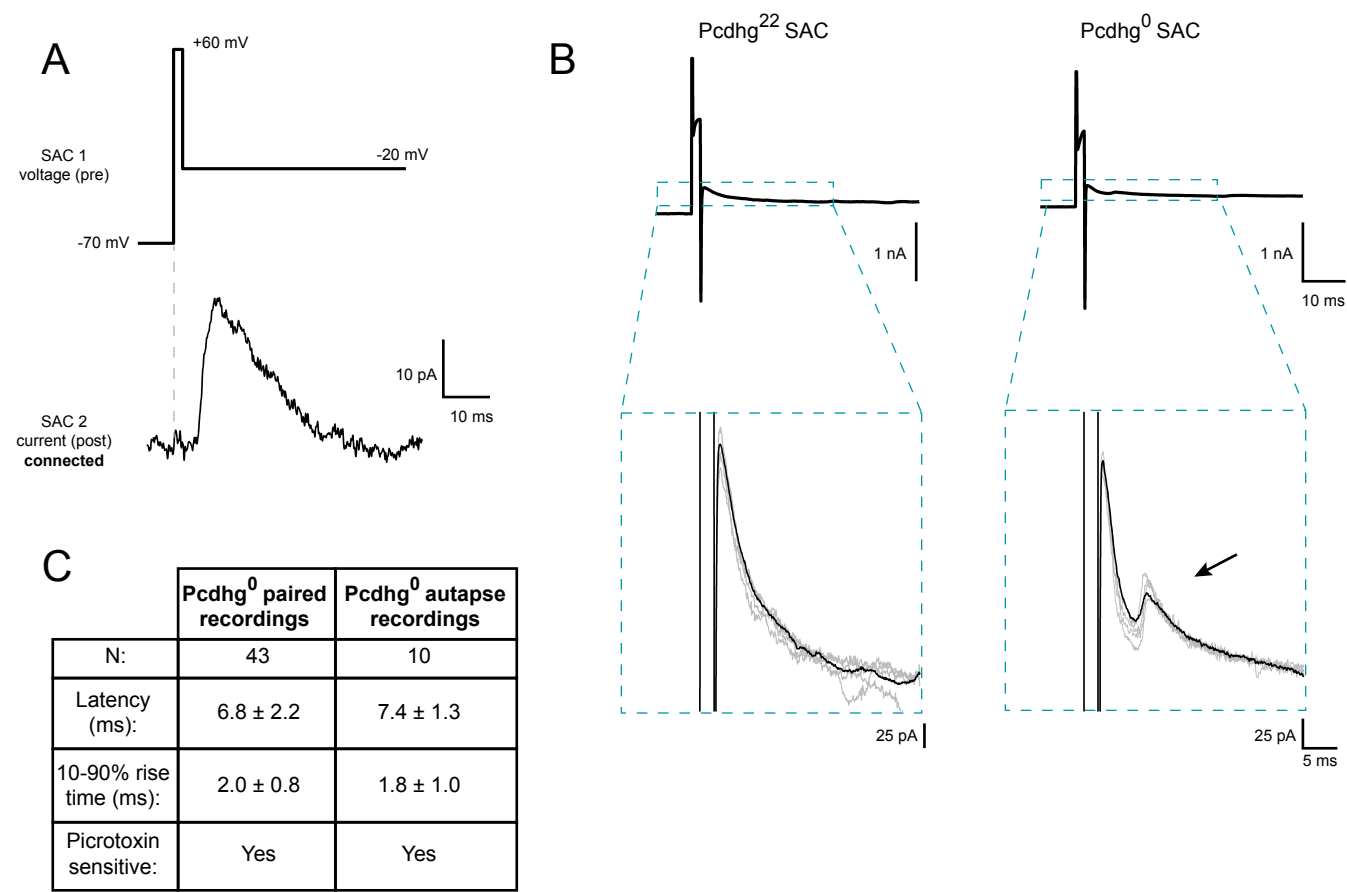 A
+60 mV
SAC 1
voltage (pre)
-20 mV
-70 mV
10 pA
10 ms
SAC 2
current (post)
connected
B
Pcdhg22 SAC
Pcdhg0 SAC
1 nA
1 nA
10 ms
25 pA
25 pA
5 ms
C
Pcdhg0 paired recordings
Pcdhg0 autapse recordings
N:
43
10
Latency (ms):
6.8 ± 2.2
7.4 ± 1.3
10-90% rise time (ms):
2.0 ± 0.8
1.8 ± 1.0
Picrotoxin sensitive:
Yes
Yes